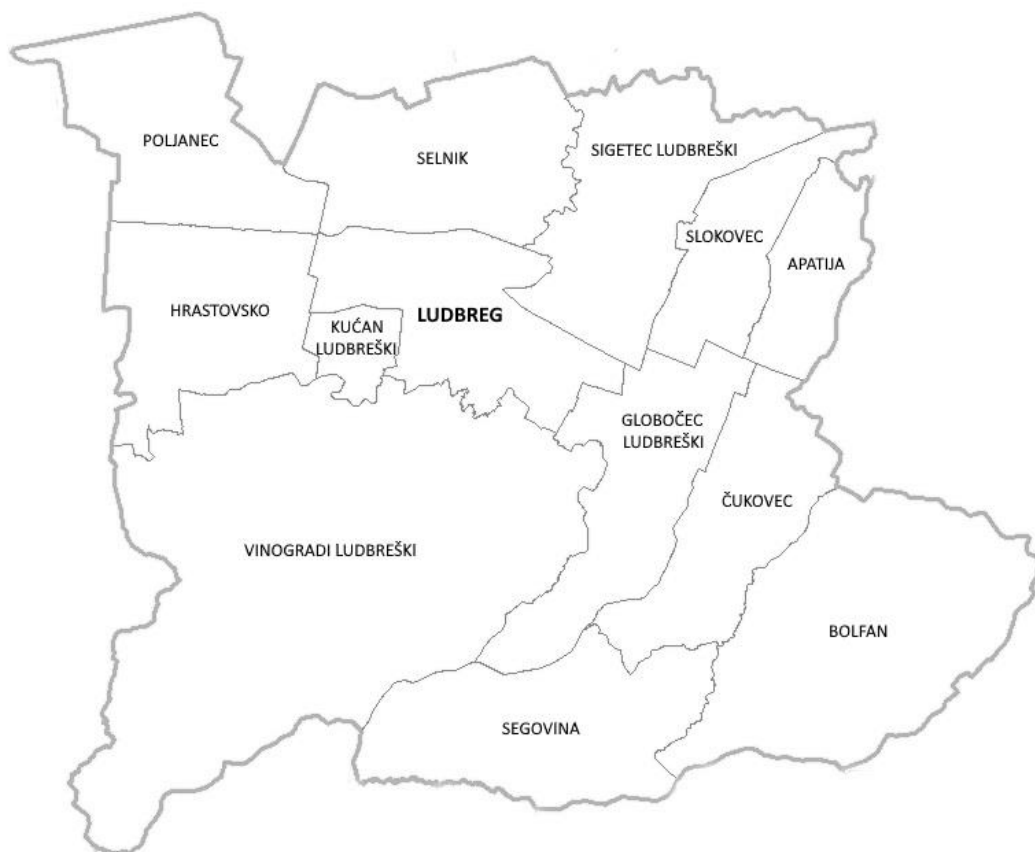 POLJANEC
SELNIK
SIGETEC LUDBREŠKI
SLOKOVEC
APATIJA
HRASTOVSKO
KUĆAN
LUDBREŠKI
LUDBREG
GLOBOČEC
LUDBREŠKI
ČUKOVEC
VINOGRADI LUDBREŠKI
BOLFAN
SEGOVINA